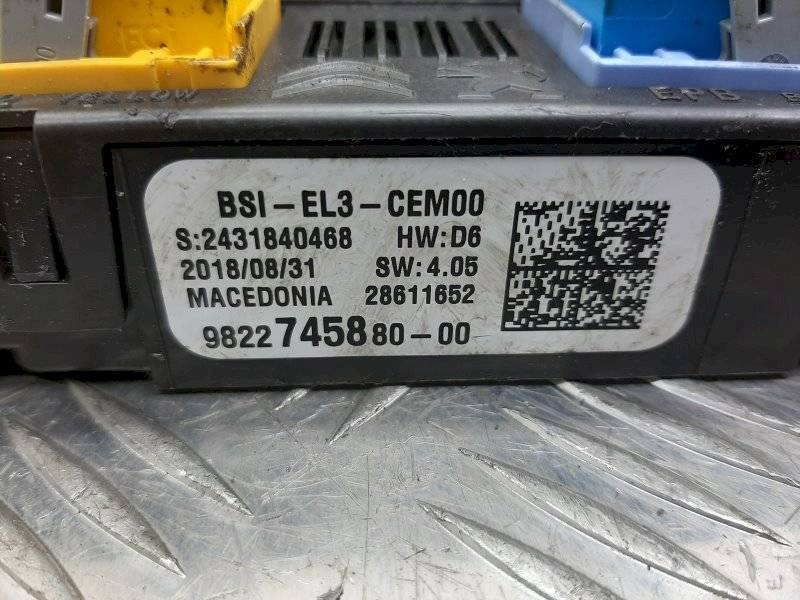 YELLOW EPB
BSI-EL3-CEM00
S:2431840468 HW:D6
2018/08/31 SW:4.05
MACEDONIA 28611652
9822745880-00